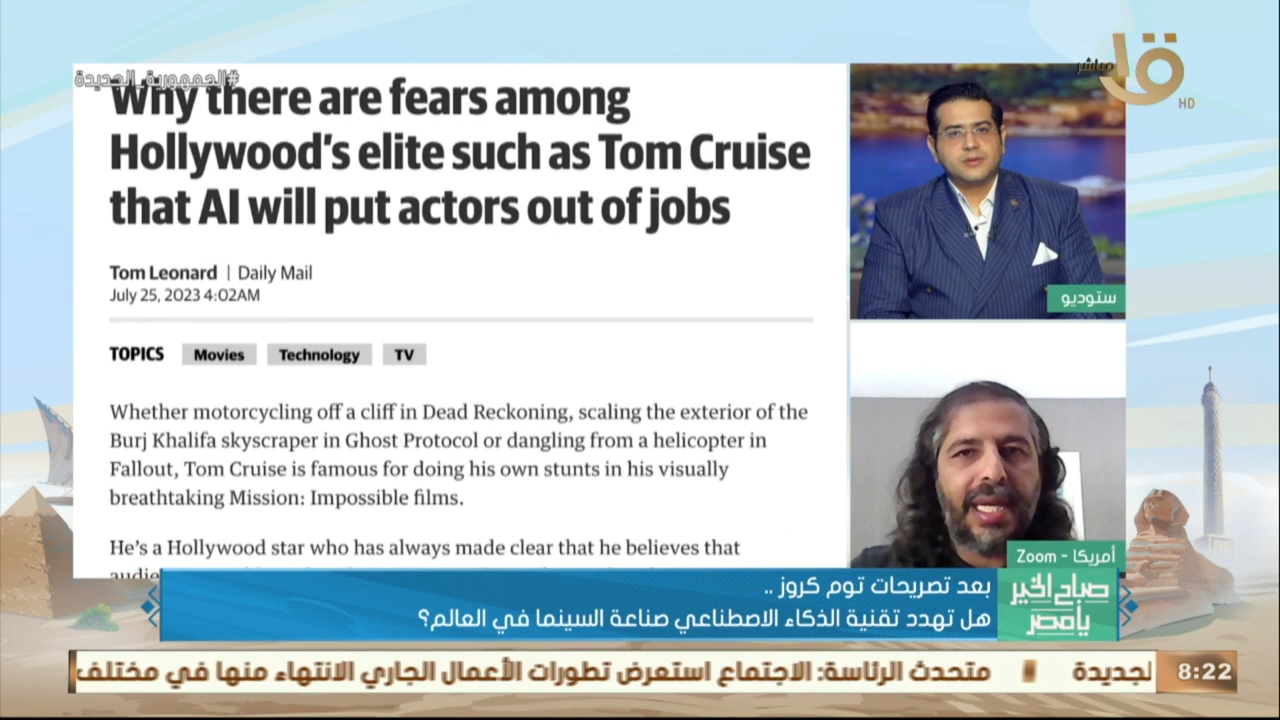 #الجمهورية_الجديدة
Why there are fears among
Hollywood's elite such as Tom Cruise
that AI will put actors out of jobs
Tom Leonard | Daily Mail
July 25, 2023 4:02AM
TOPICS Movies Technology TV
Whether motorcycling off a cliff in Dead Reckoning, scaling the exterior of the
Burj Khalifa skyscraper in Ghost Protocol or dangling from a helicopter in
Fallout, Tom Cruise is famous for doing his own stunts in his visually
breathtaking Mission: Impossible films.
He's a Hollywood star who has always made clear that he believes that
مباشر
HD
ستوديو
أمريكا - Zoom
صباح الخير
يا مصر
بعد تصريحات توم كروز ..
هل تهدد تقنية الذكاء الاصطناعي صناعة السينما في العالم؟
لجديدة
متحدث الرئاسة: الاجتماع استعرض تطورات الأعمال الجاري الانتهاء منها في مختلف
8:22